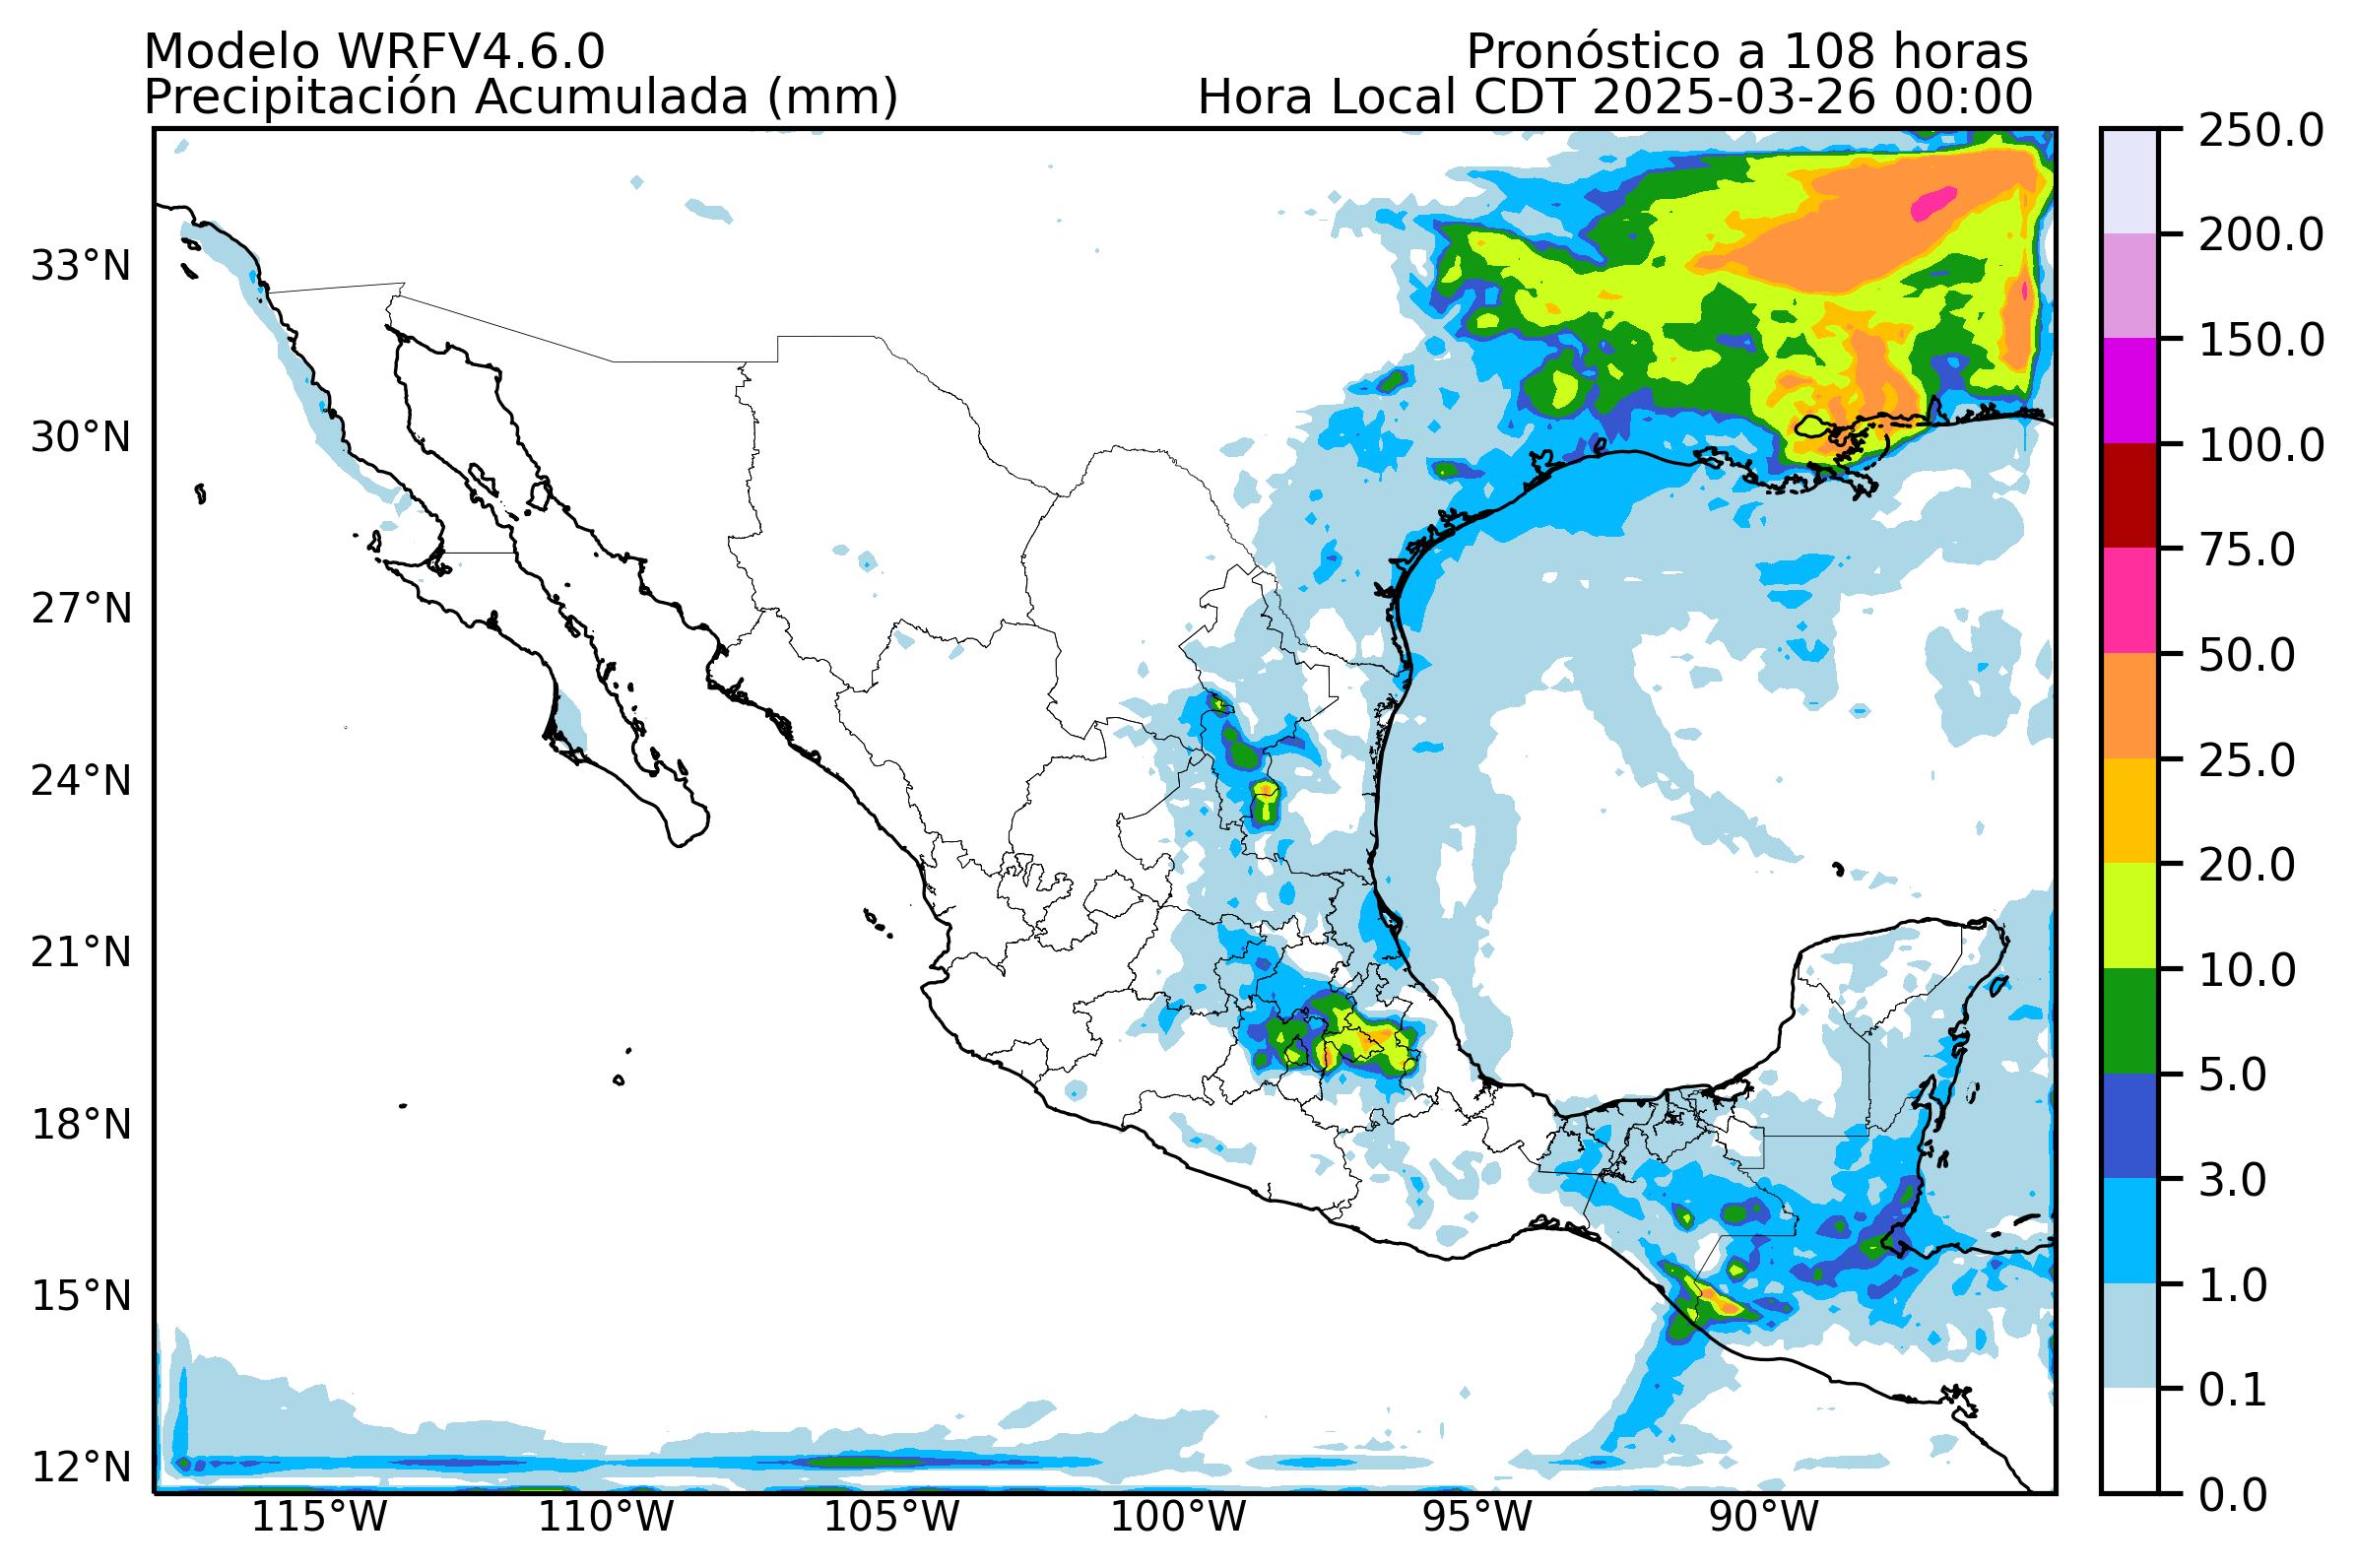 Modelo WRFV4.6.0
Pronóstico a 108 horas
Precipitación Acumulada (mm)
Hora Local CDT 2025-03-26 00:00
250.0
200.0
150.0
100.0
75.0
50.0
25.0
20.0
10.0
5.0
3.0
1.0
0.1
0.0
33°N
30°N
27°N
24°N
21°N
18°N
15°N
12°N
115°W
110°W
105°W
100°W
95°W
90°W